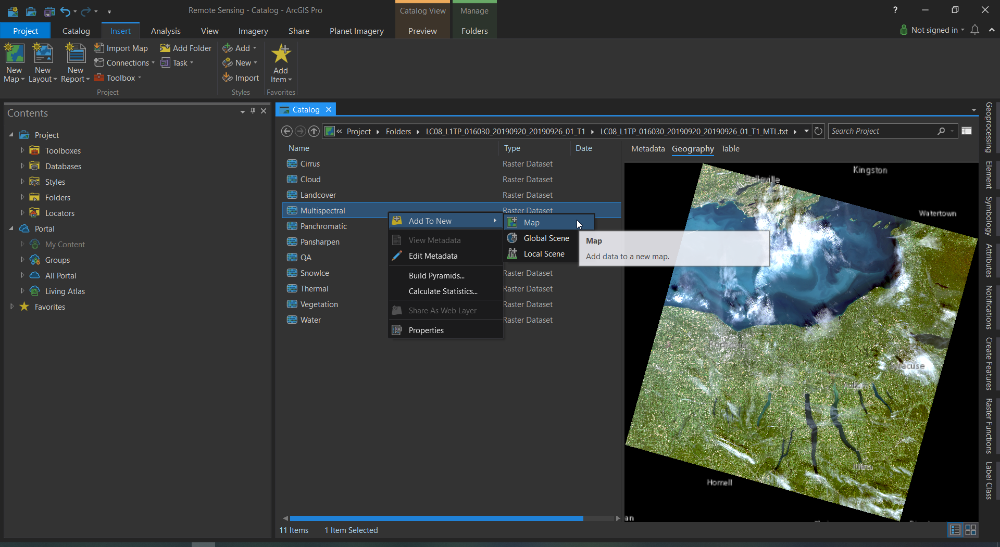 Remote Sensing - Catalog - ArcGIS Pro
Catalog View
Manage
?
Project
Catalog
Insert
Analysis
View
Imagery
Share
Planet Imagery
Preview
Folders
Not signed in
New Map
New Layout
New Report
Import Map
Connections
Toolbox
Add Folder
Task
Project
Add
New
Import
Styles
Add Item
Favorites
Contents
Project
Toolboxes
Databases
Styles
Folders
Locators
Portal
My Content
Groups
All Portal
Living Atlas
Favorites
Catalog
« Project Folders LC08_L1TP_016030_20190920_20190926_01_T1 LC08_L1TP_016030_20190920_20190926_01_T1_MTL.txt
Search Project
Name Type Date
Cirrus Raster Dataset
Cloud Raster Dataset
Landcover Raster Dataset
Multispectral Raster Dataset
Panchromatic
Pansharpen
QA
SnowIce Raster Dataset
Thermal Raster Dataset
Vegetation Raster Dataset
Water Raster Dataset
Add To New
View Metadata
Edit Metadata
Build Pyramids...
Calculate Statistics...
Share As Web Layer
Properties
Map
Global Scene
Local Scene
Map
Add data to a new map.
Metadata Geography Table
Kingston
Belleville
Watertown
Hornell
11 Items 1 Item Selected
Geoprocessing
Element
Symbology
Attributes
Notifications
Create Features
Raster Functions
Label Class